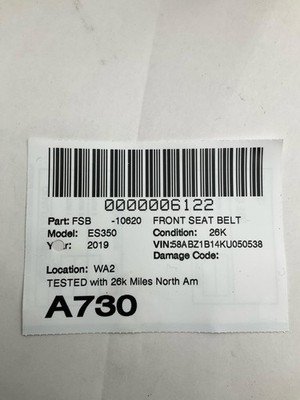 0000006122
Part: FSB -10620 FRONT SEAT BELT
Model: ES350 Condition: 26K
2019 VIN:58ABZ1B14KU050538
Damage Code:
Location: WA2
TESTED with 26k Miles North Am
A730